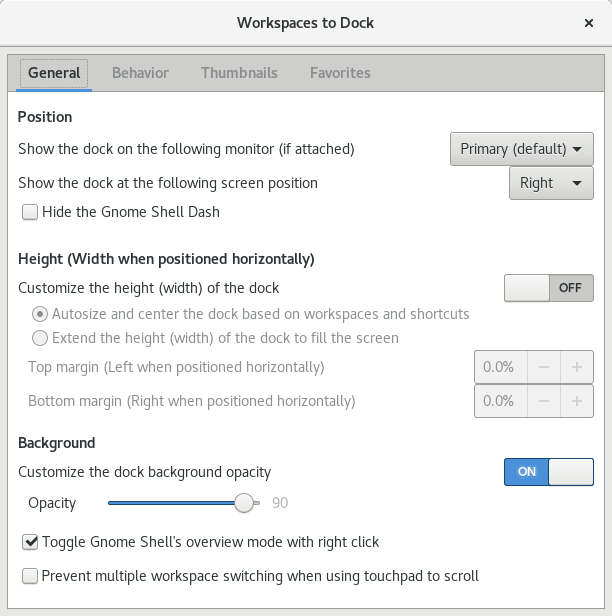 Workspaces to Dock ×
General Behavior Thumbnails Favorites
Position
Show the dock on the following monitor (if attached) Primary (default)
Show the dock at the following screen position Right
Hide the Gnome Shell Dash
Height (Width when positioned horizontally)
Customize the height (width) of the dock OFF
Autosize and center the dock based on workspaces and shortcuts
Extend the height (width) of the dock to fill the screen
Top margin (Left when positioned horizontally) 0.0% − +
Bottom margin (Right when positioned horizontally) 0.0% − +
Background
Customize the dock background opacity ON
Opacity 90
Toggle Gnome Shell's overview mode with right click
Prevent multiple workspace switching when using touchpad to scroll